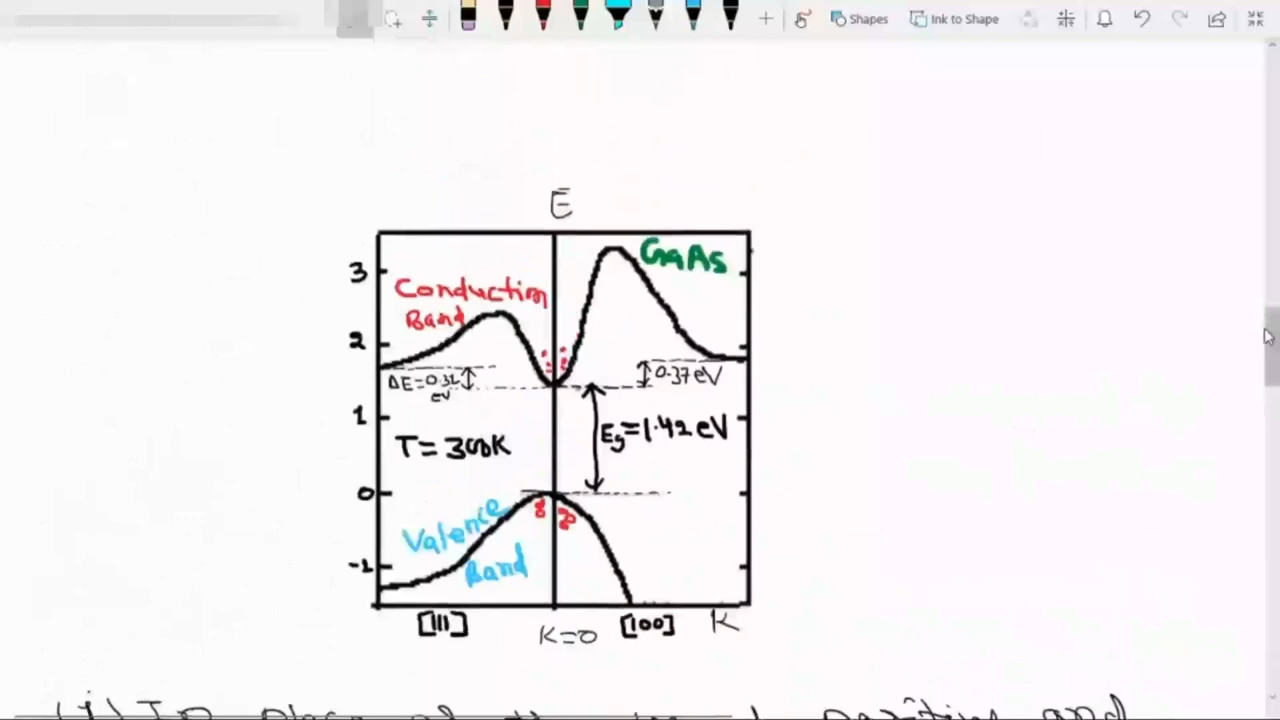 Shapes
Ink to Shape
E
GaAs
3
Conduction
Band
2
ΔE=0.31
eV
0.37 eV
1
Eg=1.42 eV
T=300K
0
Valence
Band
-1
[111]
K=0
[100]
K